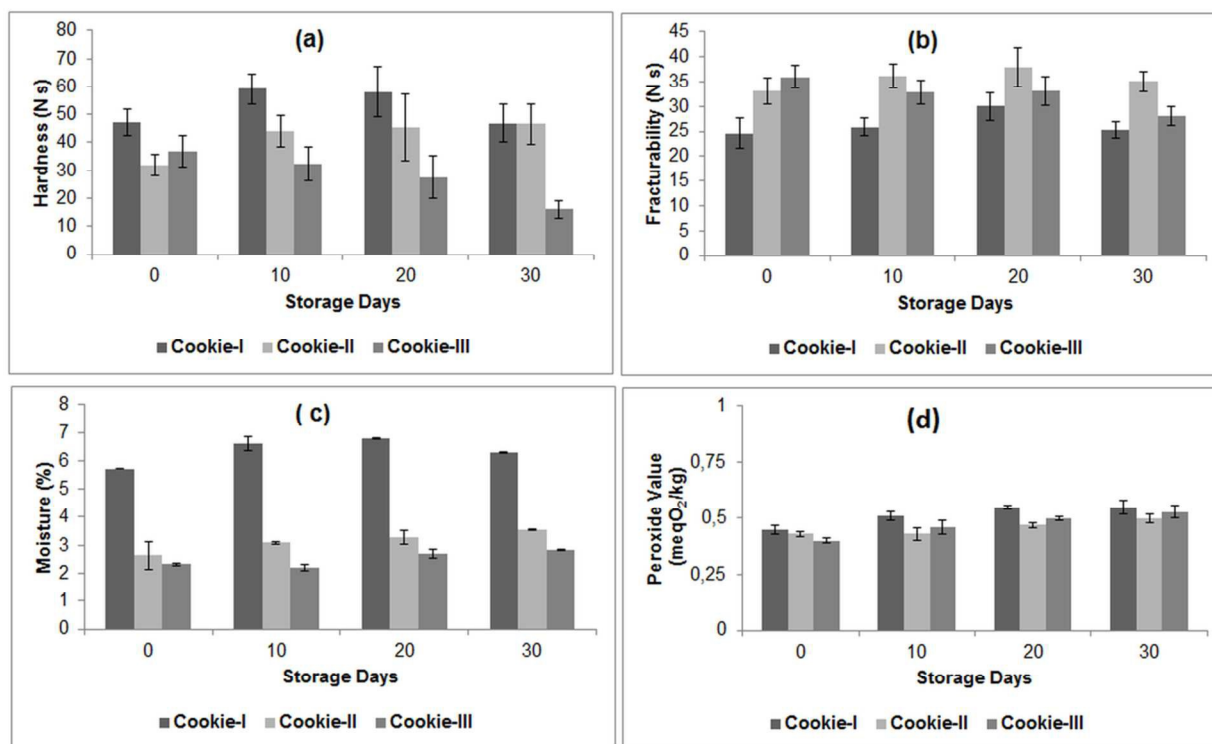 (a)
Hardness (N s)
80
70
60
50
40
30
20
10
0
0 10 20 30
Storage Days
Cookie-I Cookie-II Cookie-III
(b)
Fracturability (N s)
45
40
35
30
25
20
15
10
5
0
0 10 20 30
Storage Days
Cookie-I Cookie-II Cookie-III
( c)
Moisture (%)
8
7
6
5
4
3
2
1
0
0 10 20 30
Storage Days
Cookie-I Cookie-II Cookie-III
(d)
Peroxide Value
(meqO₂/kg)
1
0,75
0,5
0,25
0
0 10 20 30
Storage Days
Cookie-I Cookie-II Cookie-III